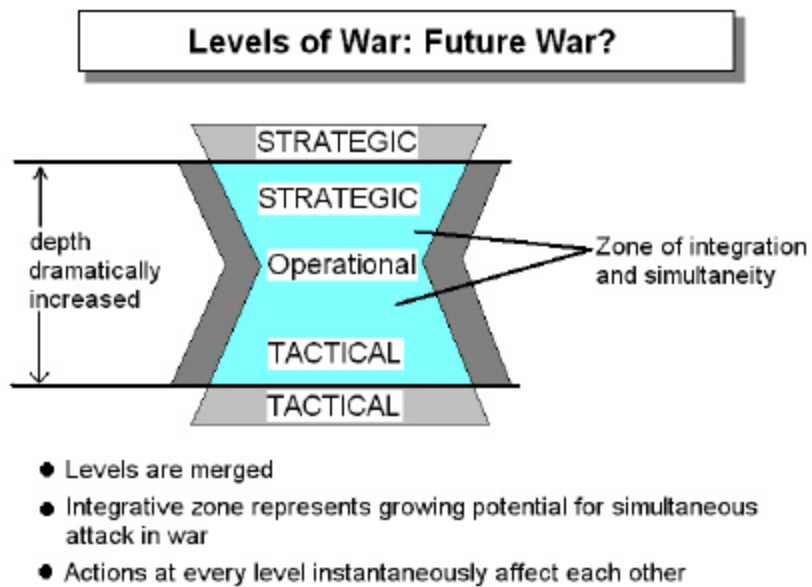 Levels of War: Future War?
STRATEGIC
STRATEGIC
depth
dramatically
increased
Operational
Zone of integration
and simultaneity
TACTICAL
TACTICAL
● Levels are merged
● Integrative zone represents growing potential for simultaneous
attack in war
● Actions at every level instantaneously affect each other